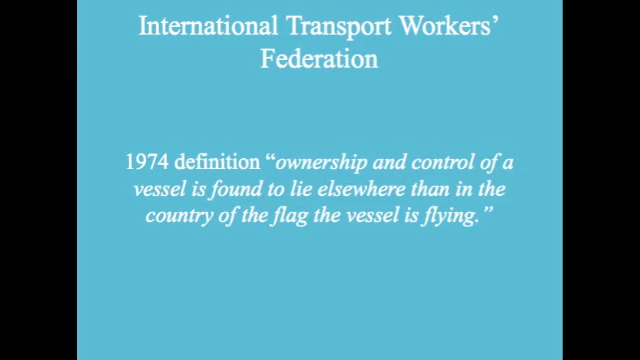 International Transport Workers’
Federation
1974 definition “ownership and control of a
vessel is found to lie elsewhere than in the
country of the flag the vessel is flying.”